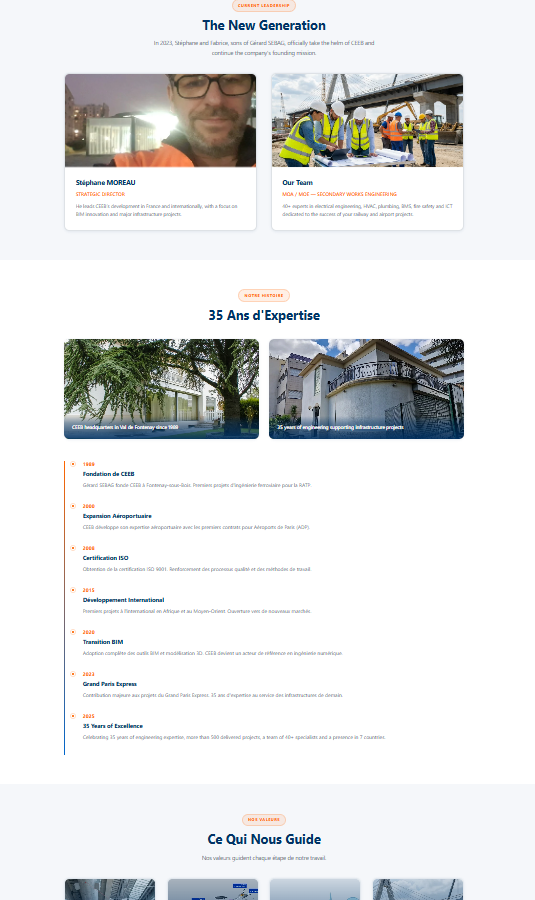 CURRENT LEADERSHIP
The New Generation
In 2023, Stéphane and Fabrice, sons of Gérard SEBAG, officially take the helm of CEEB and
continue the company's founding mission.
Stéphane MOREAU
STRATEGIC DIRECTOR
He leads CEEB's development in France and internationally, with a focus on
BIM innovation and major infrastructure projects.
Our Team
MOA / MOE — SECONDARY WORKS ENGINEERING
40+ experts in electrical engineering, HVAC, plumbing, BMS, fire safety and ICT
dedicated to the success of your railway and airport projects.
NOTRE HISTOIRE
35 Ans d'Expertise
CEEB headquarters in Val de Fontenay since 1989
35 years of engineering supporting infrastructure projects
1989
Fondation de CEEB
Gérard SEBAG fonde CEEB à Fontenay-sous-Bois. Premiers projets d'ingénierie ferroviaire pour la RATP.
2000
Expansion Aéroportuaire
CEEB développe son expertise aéroportuaire avec les premiers contrats pour Aéroports de Paris (ADP).
2008
Certification ISO
Obtention de la certification ISO 9001. Renforcement des processus qualité et des méthodes de travail.
2015
Développement International
Premiers projets à l'international en Afrique et au Moyen-Orient. Ouverture vers de nouveaux marchés.
2020
Transition BIM
Adoption complète des outils BIM et modélisation 3D. CEEB devient un acteur de référence en ingénierie numérique.
2023
Grand Paris Express
Contribution majeure aux projets du Grand Paris Express. 35 ans d'expertise au service des infrastructures de demain.
2025
35 Years of Excellence
Celebrating 35 years of engineering expertise, more than 500 delivered projects, a team of 40+ specialists and a presence in 7 countries.
NOS VALEURS
Ce Qui Nous Guide
Nos valeurs guident chaque étape de notre travail.